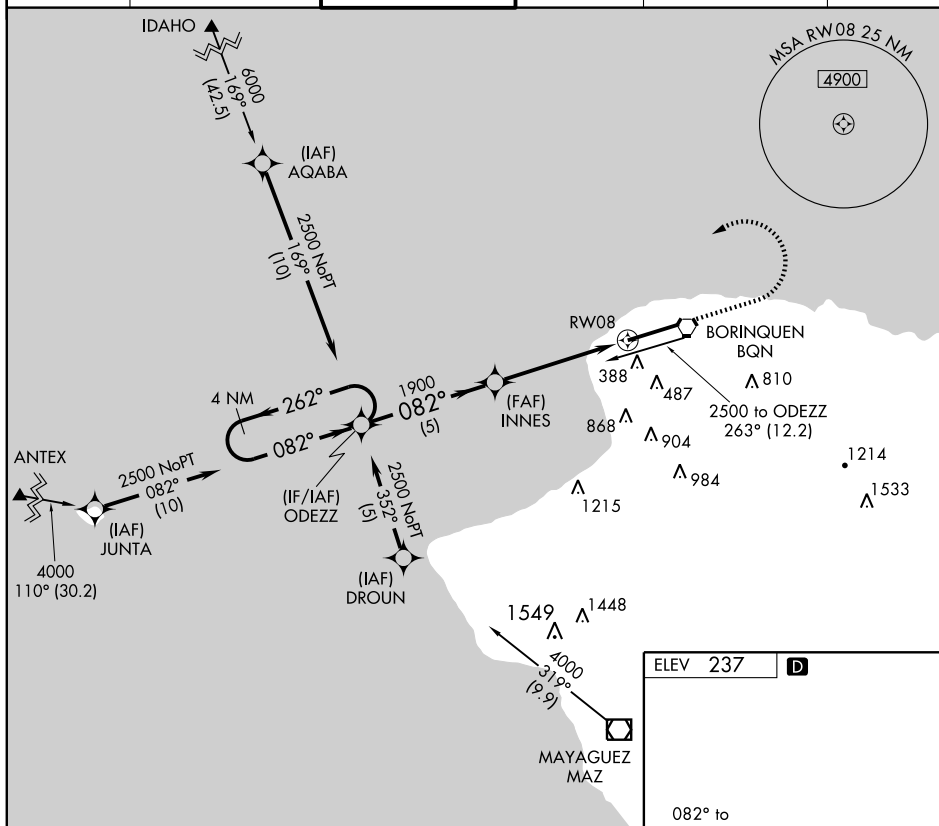 IDAHO
6000
169°
(42.5)
(IAF)
AQABA
MSA RW08 25 NM
4900
2500 NoPT
169°
(10)
RW08
BORINQUEN
BQN
388
487
810
2500 to ODEZZ
263° (12.2)
868
904
984
1214
1533
1215
4 NM
262°
082°
1900
082°
(5)
(FAF)
INNES
ANTEX
2500 NoPT
082°
(10)
(IF/IAF)
ODEZZ
2500 NoPT
352°
(5)
(IAF)
JUNTA
4000
110° (30.2)
(IAF)
DROUN
1549
1448
4000
319°
(9.9)
MAYAGUEZ
MAZ
ELEV 237
D
082° to